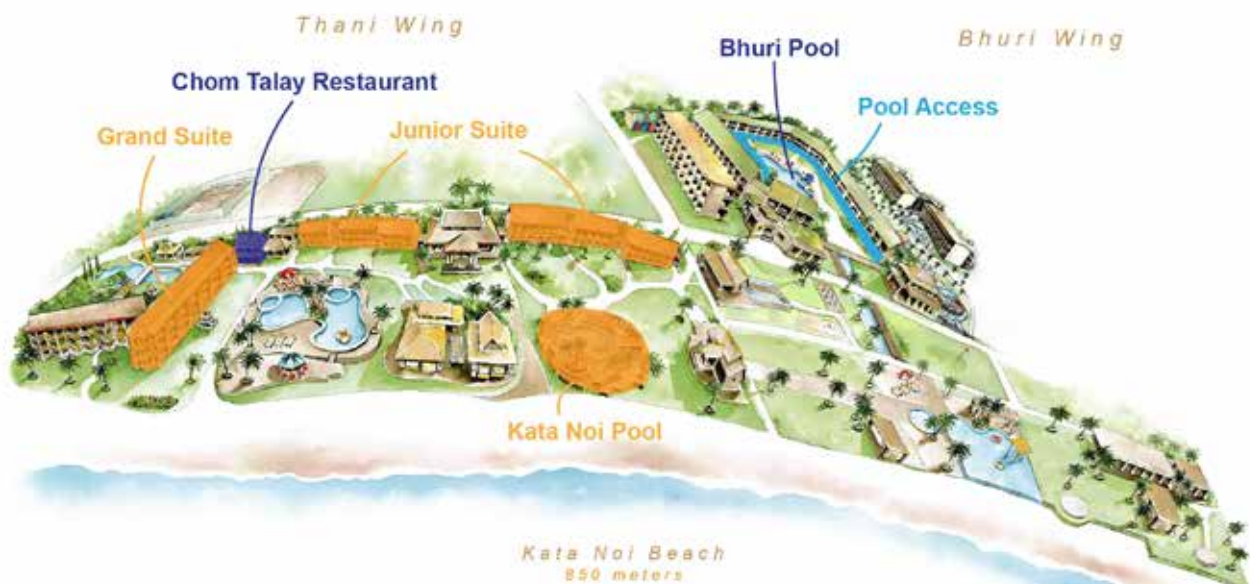 Thani Wing
Bhuri Wing
Bhuri Pool
Chom Talay Restaurant
Pool Access
Grand Suite
Junior Suite
Kata Noi Pool
Kata Noi Beach
850 meters